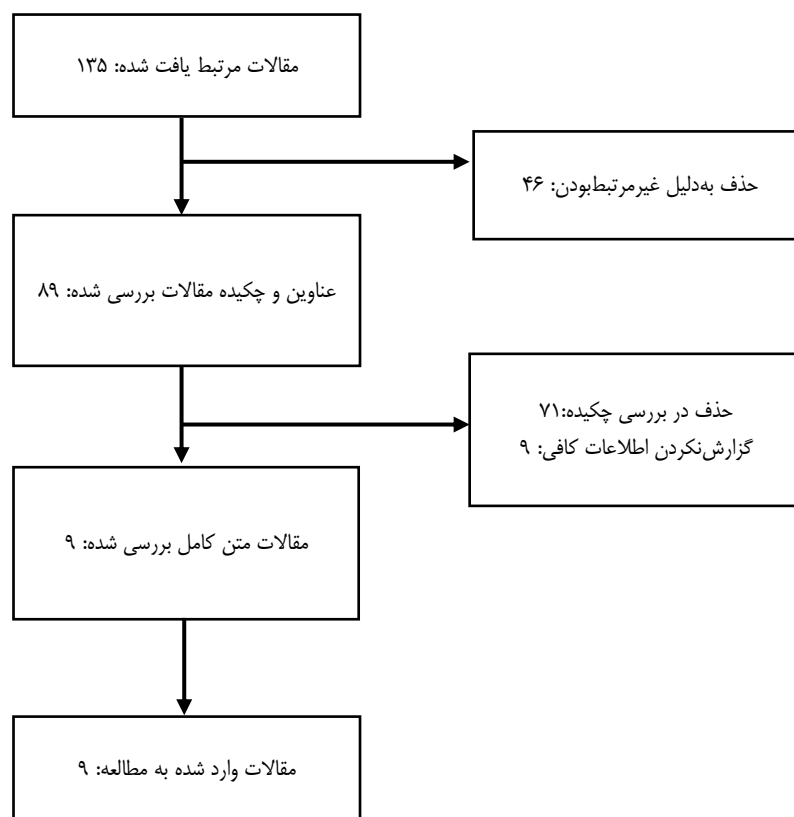 مقالات مرتبط یافت شده: ۱۳۵
حذف به‌دلیل غیرمرتبط‌بودن: ۴۶
عناوین و چکیده مقالات بررسی شده: ۸۹
حذف در بررسی چکیده:۷۱
گزارش‌نکردن اطلاعات کافی: ۹
مقالات متن کامل بررسی شده: ۹
مقالات وارد شده به مطالعه: ۹